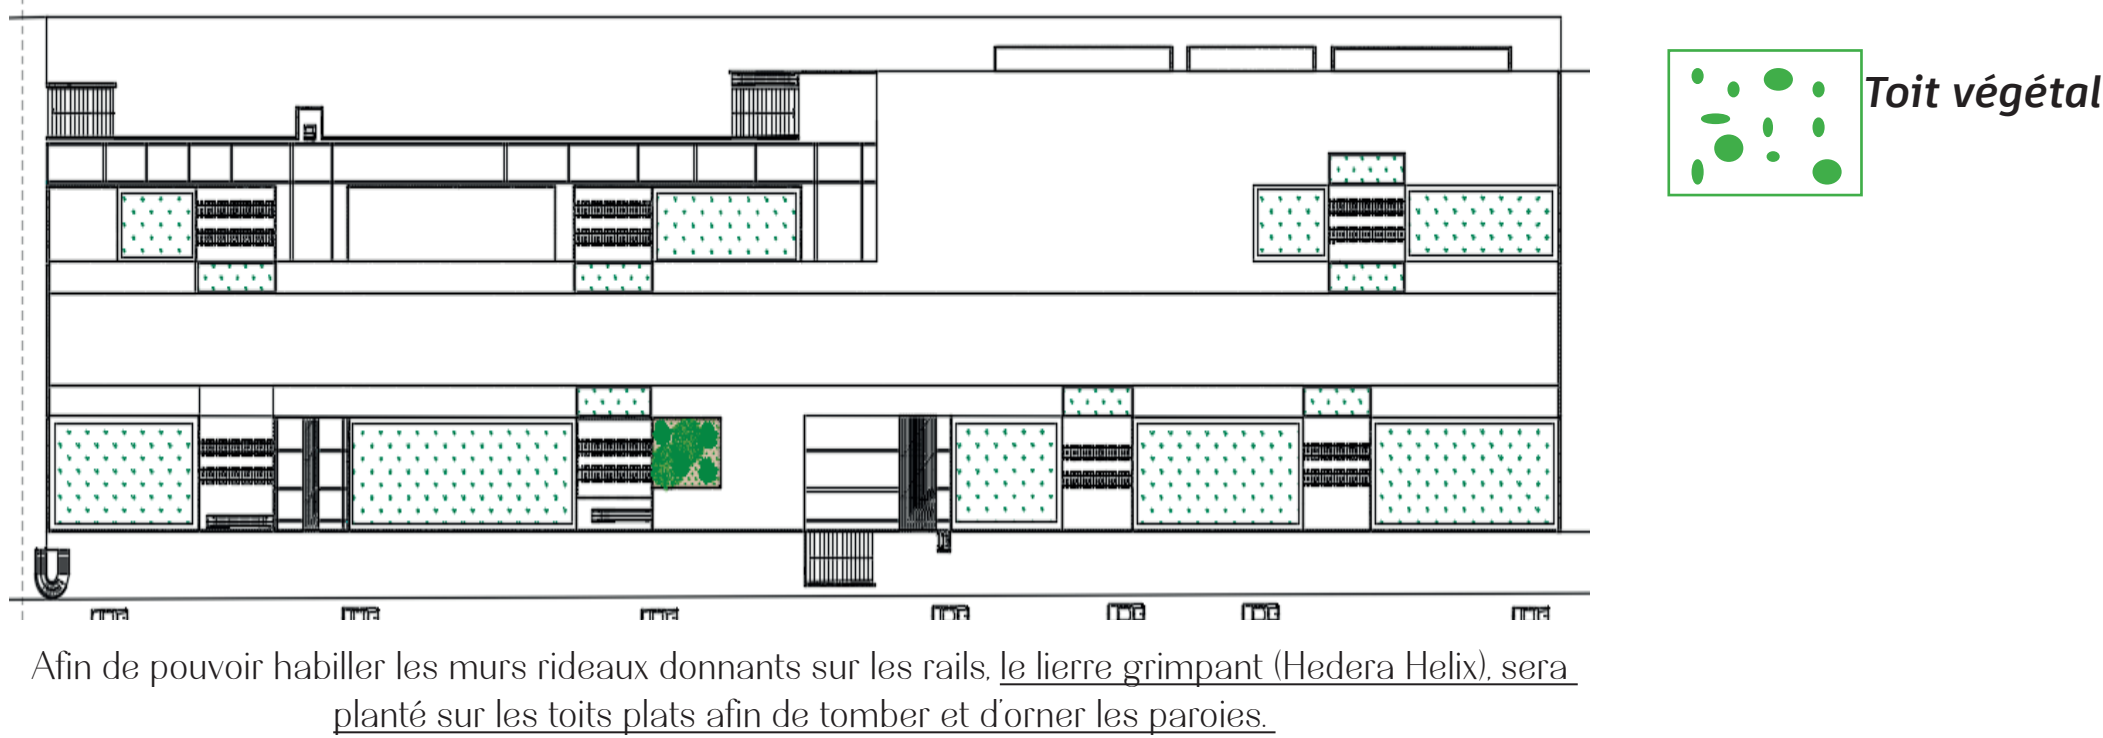 Toit végétal
Afin de pouvoir habiller les murs rideaux donnants sur les rails, le lierre grimpant (Hedera Helix), sera
planté sur les toits plats afin de tomber et d'orner les paroies.